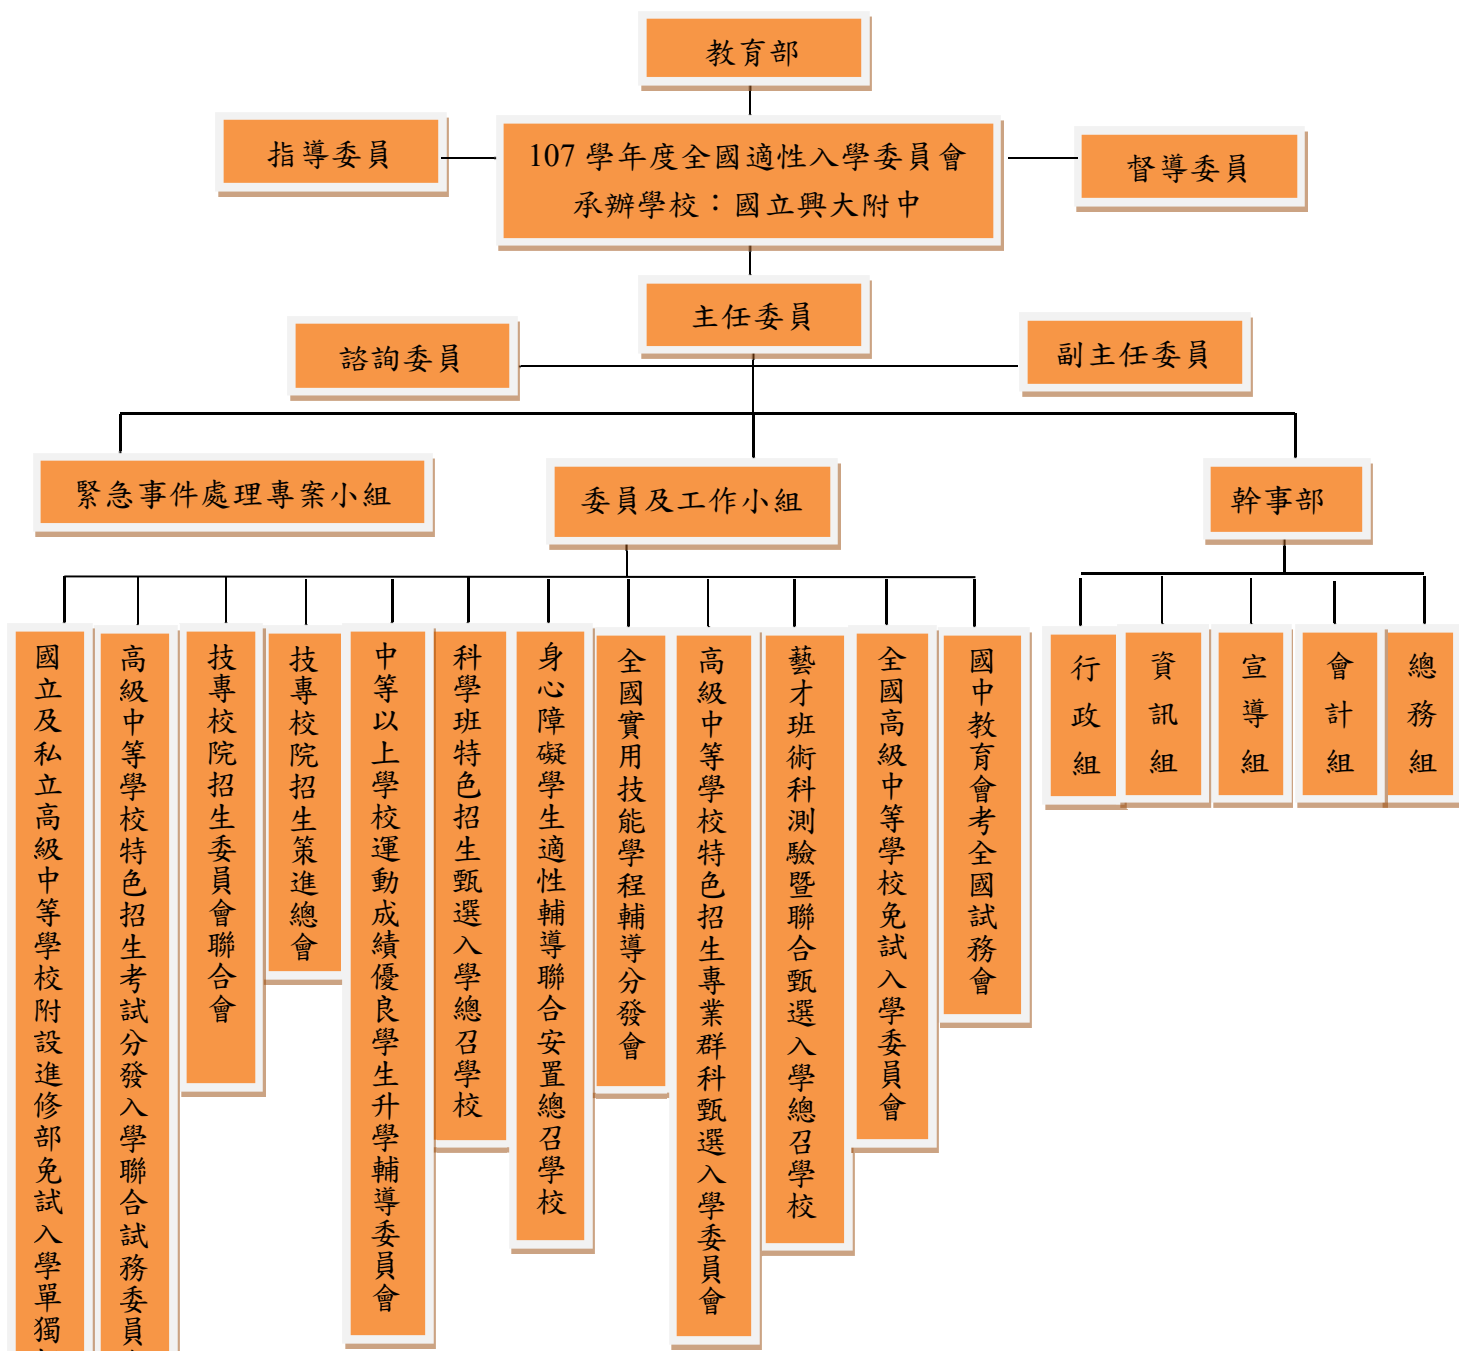 教育部
指導委員
107 學年度全國適性入學委員會
承辦學校：國立興大附中
督導委員
主任委員
諮詢委員
副主任委員
緊急事件處理專案小組
委員及工作小組
幹事部
國立及私立高級中等學校附設進修部免試入學單獨
高級中等學校特色招生考試分發入學聯合試務委員
技專校院招生委員會聯合會
技專校院招生策進總會
中等以上學校運動成績優良學生升學輔導委員會
科學班特色招生甄選入學總召學校
身心障礙學生適性輔導聯合安置總召學校
全國實用技能學程輔導分發會
高級中等學校特色招生專業群科甄選入學委員會
藝才班術科測驗暨聯合甄選入學總召學校
全國高級中等學校免試入學委員會
國中教育會考全國試務會
行政組
資訊組
宣導組
會計組
總務組